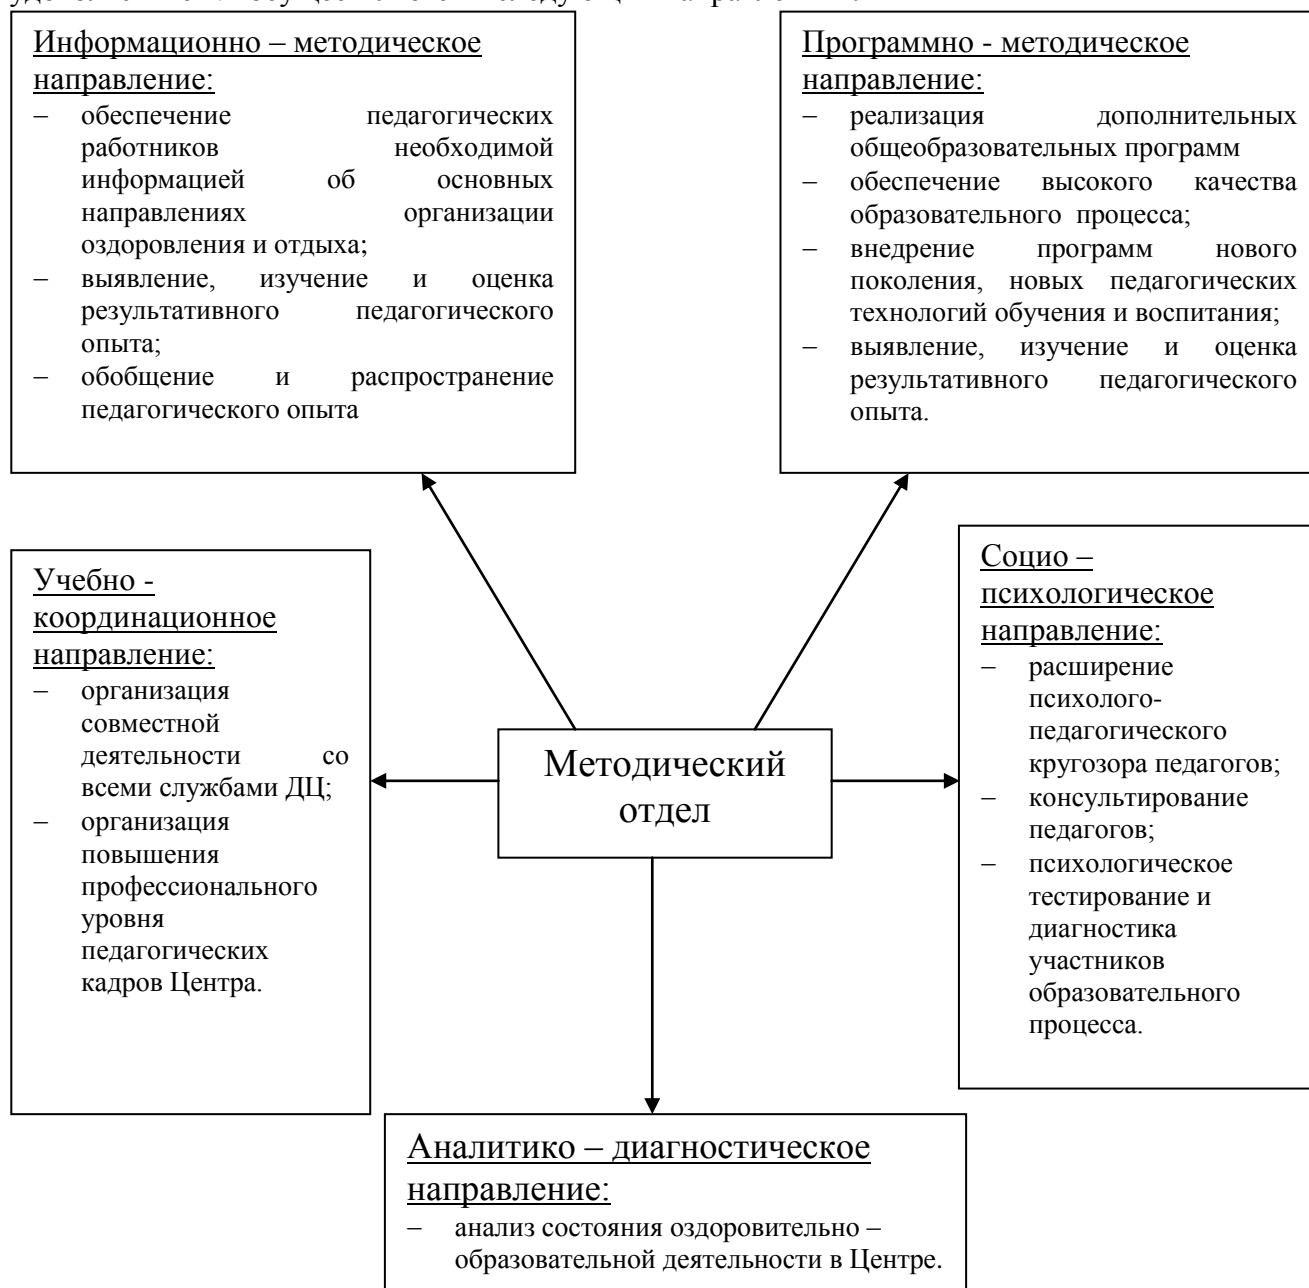 Информационно – методическое
направление:
– обеспечение педагогических
работников необходимой
информацией об основных
направлениях организации
оздоровления и отдыха;
– выявление, изучение и оценка
результативного педагогического
опыта;
– обобщение и распространение
педагогического опыта
Программно - методическое
направление:
– реализация дополнительных
общеобразовательных программ
– обеспечение высокого качества
образовательного процесса;
– внедрение программ нового
поколения, новых педагогических
технологий обучения и воспитания;
– выявление, изучение и оценка
результативного педагогического
опыта.
Учебно -
координационное
направление:
– организация
совместной
деятельности со
всеми службами ДЦ;
– организация
повышения
профессионального
уровня
педагогических
кадров Центра.
Методический
отдел
Социо –
психологическое
направление:
– расширение
психолого-
педагогического
кругозора педагогов;
– консультирование
педагогов;
– психологическое
тестирование и
диагностика
участников
образовательного
процесса.
Аналитико – диагностическое
направление:
– анализ состояния оздоровительно –
образовательной деятельности в Центре.